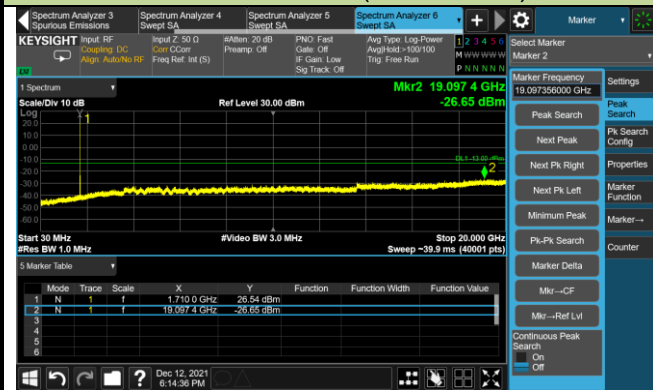 Spectrum Analyzer 3
Spurious Emissions
Spectrum Analyzer 4
Swept SA
Spectrum Analyzer 5
Swept SA
Spectrum Analyzer 6
Swept SA
Marker
KEYSIGHT
Input: RF
Coupling: DC
Align: Auto/No RF
Input Z: 50 Ω
Corr CCorr
Freq Ref: Int (S)
#Atten: 20 dB
Preamp: Off
PNO: Fast
Gate: Off
IF Gain: Low
Sig Track: Off
Avg Type: Log-Power
Avg|Hold:>100/100
Trig: Free Run
1 2 3 4 5 6
M W W W W W
P N N N N N
Select Marker
Marker 2
1 Spectrum
Mkr2 19.097 4 GHz
-26.65 dBm
Scale/Div 10 dB
Ref Level 30.00 dBm
Log
20.0
10.0
0.00
-10.0
-20.0
-30.0
-40.0
-50.0
-60.0
1
DL1 -13.00 dBm
2
Start 30 MHz
#Video BW 3.0 MHz
Stop 20.000 GHz
#Res BW 1.0 MHz
Sweep ~39.9 ms (40001 pts)
5 Marker Table
Mode Trace Scale X Y Function Function Width Function Value
1 N 1 f 1.710 0 GHz 26.54 dBm
2 N 1 f 19.097 4 GHz -26.65 dBm
3
4
5
6
Marker Frequency
19.097356000 GHz
Peak Search
Next Peak
Next Pk Right
Next Pk Left
Minimum Peak
Pk-Pk Search
Marker Delta
Mkr→CF
Mkr→Ref Lvl
Continuous Peak Search
On
Off
Settings
Peak Search
Pk Search Config
Properties
Marker Function
Marker→
Counter
?
Dec 12, 2021
6:14:36 PM